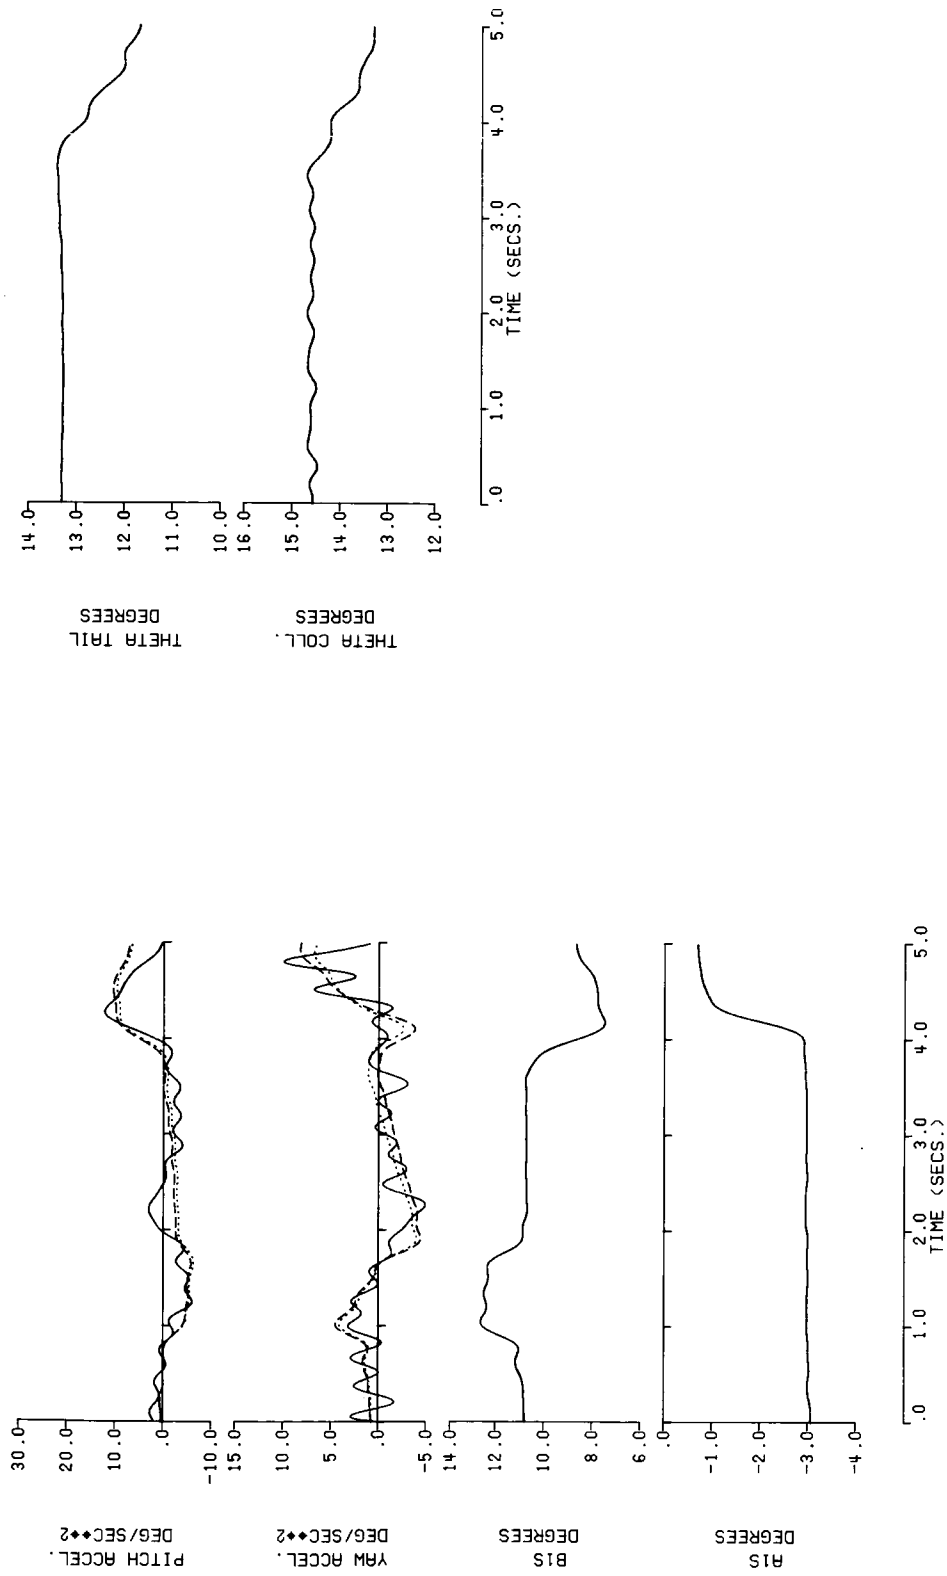 PITCH ACCEL.
DEG/SEC**2
30.0
20.0
10.0
.0
-10.0
YAW ACCEL.
DEG/SEC**2
15.0
10.0
5.0
.0
-5.0
B1S
DEGREES
14.0
12.0
10.0
8.0
6.0
A1S
DEGREES
.0
-1.0
-2.0
-3.0
-4.0
.0 1.0 2.0 3.0 4.0 5.0
TIME (SECS.)
THETA TAIL
DEGREES
14.0
13.0
12.0
11.0
10.0
THETA COLL.
DEGREES
16.0
15.0
14.0
13.0
12.0
.0 1.0 2.0 3.0 4.0 5.0
TIME (SECS.)